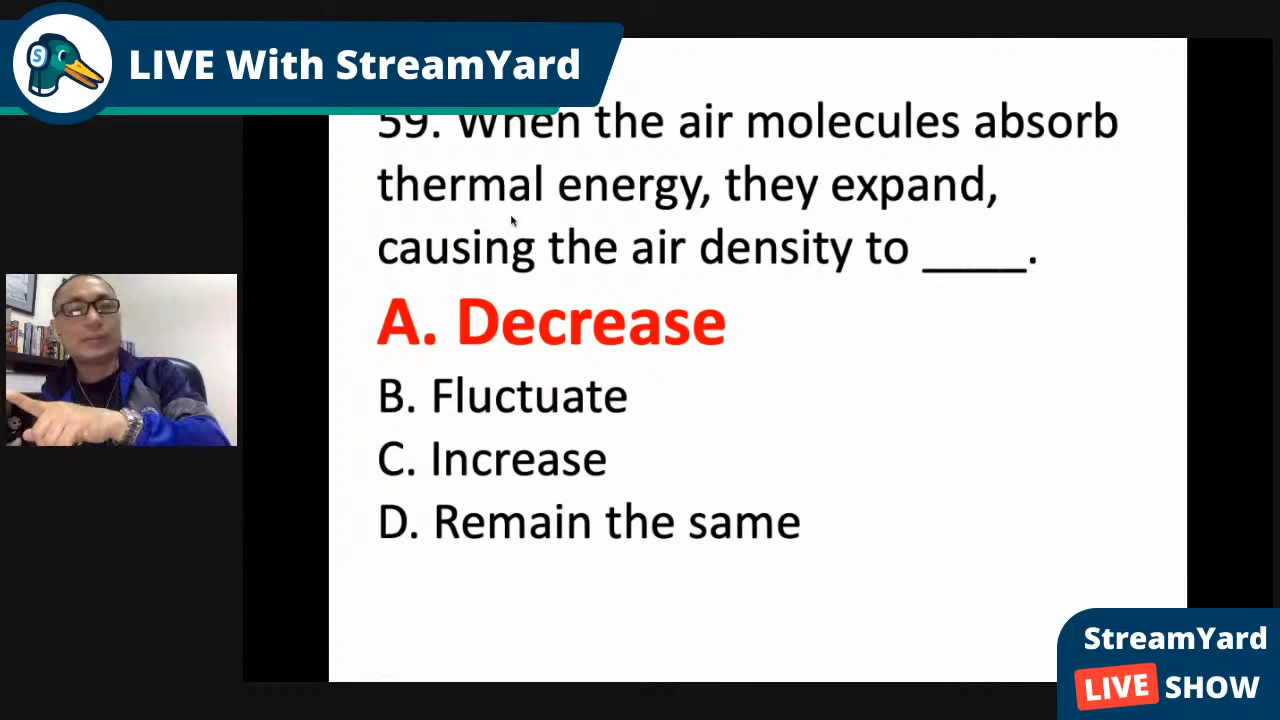 LIVE With StreamYard
59. When the air molecules absorb
thermal energy, they expand,
causing the air density to ____.
A. Decrease
B. Fluctuate
C. Increase
D. Remain the same
StreamYard
LIVE SHOW